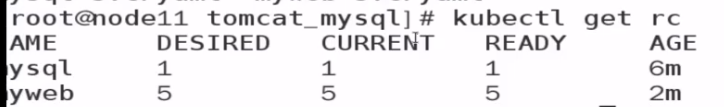 root@node11 tomcat_mysql]# kubectl get rc
AME DESIRED CURRENT READY AGE
ysql 1 1 1 6m
yweb 5 5 5 2m